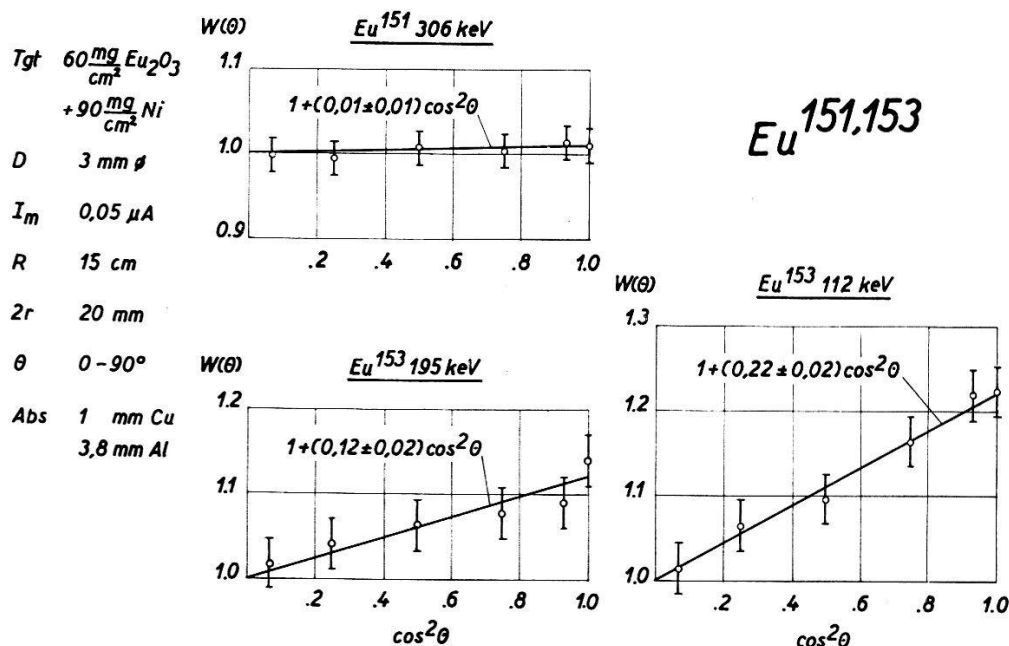 Tgt 60 mg/cm² Eu₂O₃
+90 mg/cm² Ni
D 3 mm ø
Iₘ 0,05 µA
R 15 cm
2r 20 mm
θ 0-90°
Abs 1 mm Cu
3,8 mm Al
W(θ) Eu¹⁵¹ 306 keV
1.1
1.0
0.9
1+(0,01±0,01)cos²θ
.2 .4 .6 .8 1.0
Eu¹⁵¹,¹⁵³
W(θ) Eu¹⁵³ 195 keV
1.2
1.1
1.0
1+(0,12±0,02)cos²θ
.2 .4 .6 .8 1.0
cos²θ
W(θ) Eu¹⁵³ 112 keV
1.3
1.2
1.1
1.0
1+(0,22±0,02)cos²θ
.2 .4 .6 .8 1.0
cos²θ